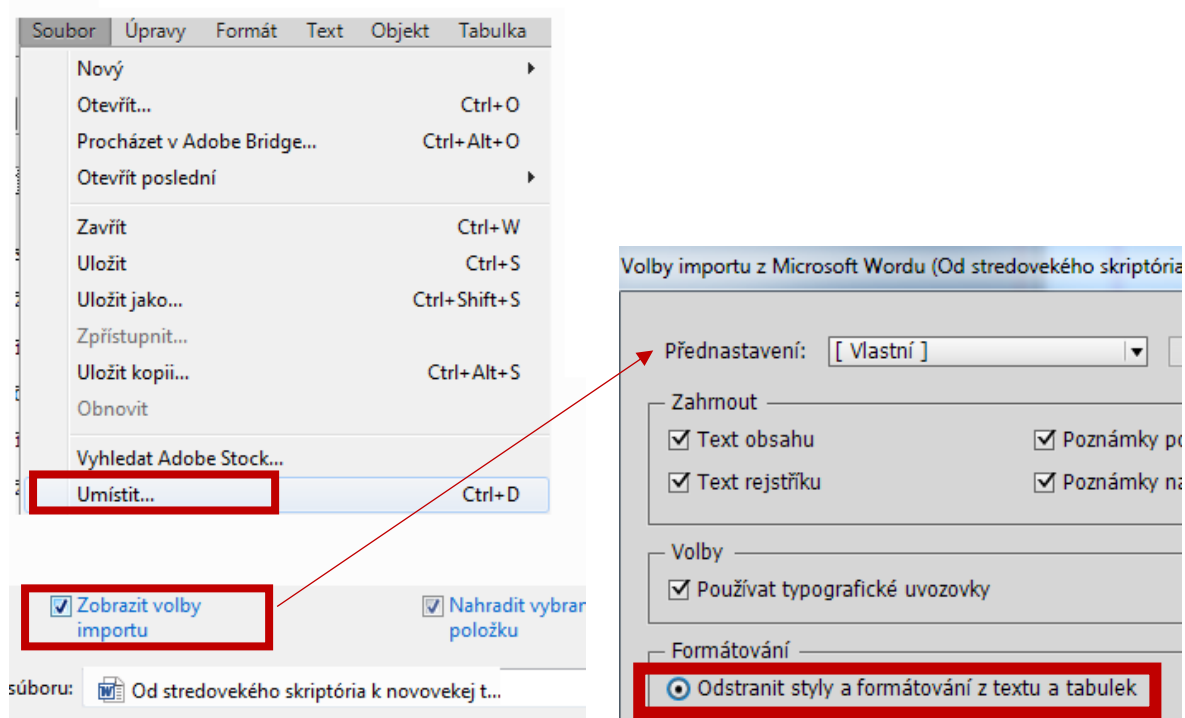 Soubor Úpravy Formát Text Objekt Tabulka
Nový
Otevřít... Ctrl+O
Procházet v Adobe Bridge... Ctrl+Alt+O
Otevřít poslední
Zavřít Ctrl+W
Uložit Ctrl+S
Uložit jako... Ctrl+Shift+S
Zpřístupnit...
Uložit kopii... Ctrl+Alt+S
Obnovit
Vyhledat Adobe Stock...
Umístit... Ctrl+D
Zobrazit volby
importu
Nahradit vybran
položku
súboru: Od stredovekého skriptória k novovekej t...
Volby importu z Microsoft Wordu (Od stredovekého skriptória
Přednastavení: [ Vlastní ]
Zahrnout
Text obsahu Poznámky po
Text rejstříku Poznámky na
Volby
Používat typografické uvozovky
Formátování
Odstranit styly a formátování z textu a tabulek